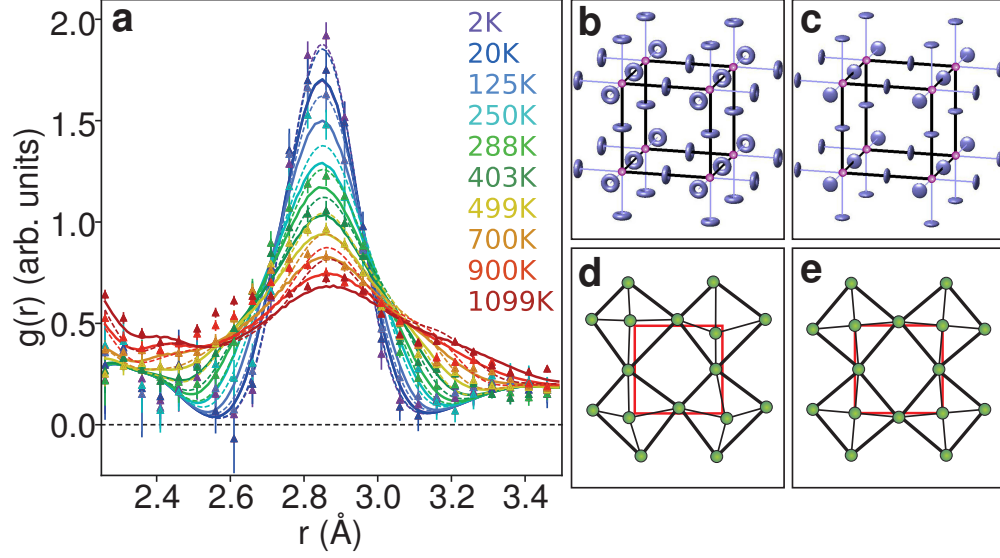 a
2.0
1.5
1.0
0.5
0.0
g(r) (arb. units)
2K
20K
125K
250K
288K
403K
499K
700K
900K
1099K
2.4
2.6
2.8
3.0
3.2
3.4
r (Å)
b
c
d
e